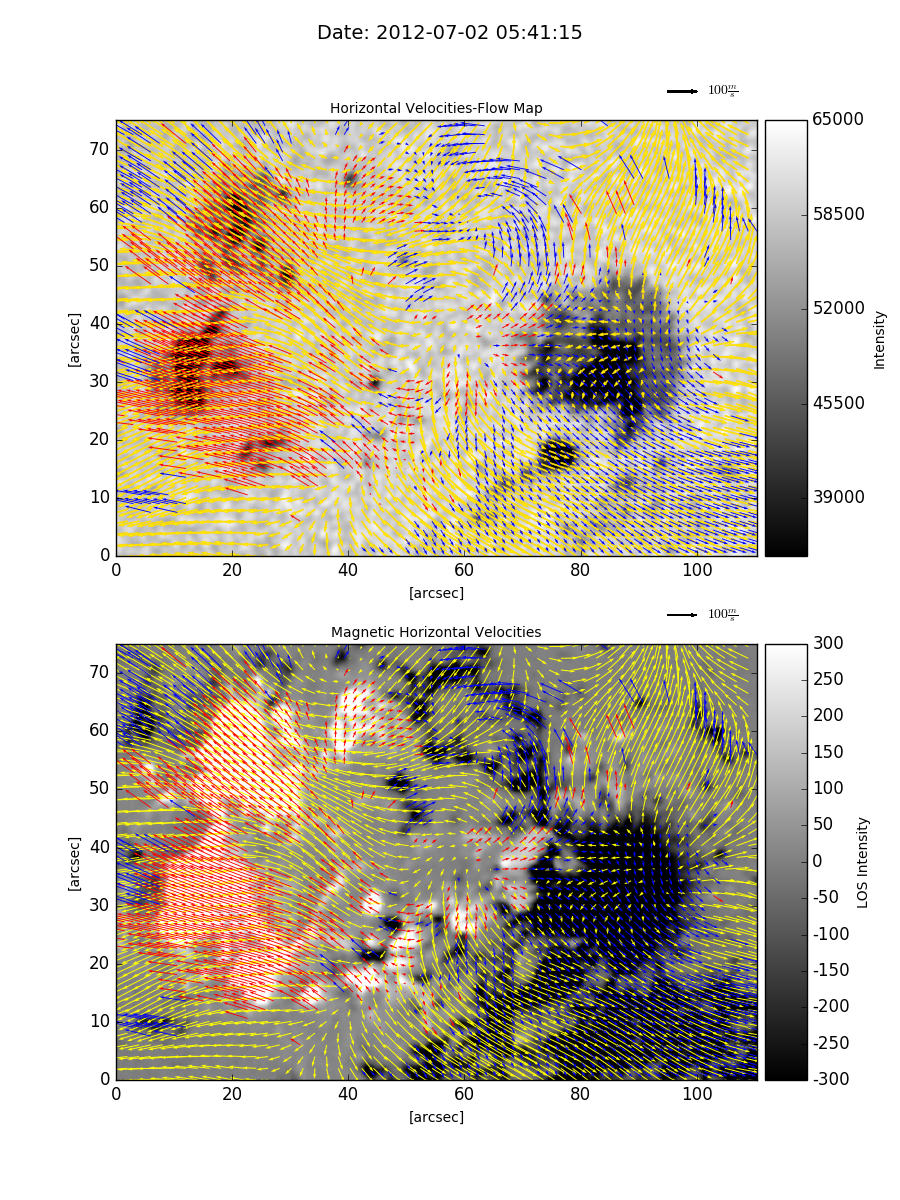 Date: 2012-07-02 05:41:15
100 m/s
Horizontal Velocities-Flow Map
70
60
50
40
30
20
10
0
[arcsec]
0 20 40 60 80 100
[arcsec]
65000
58500
52000
45500
39000
Intensity
100 m/s
Magnetic Horizontal Velocities
70
60
50
40
30
20
10
0
[arcsec]
0 20 40 60 80 100
[arcsec]
300
250
200
150
100
50
0
-50
-100
-150
-200
-250
-300
LOS Intensity